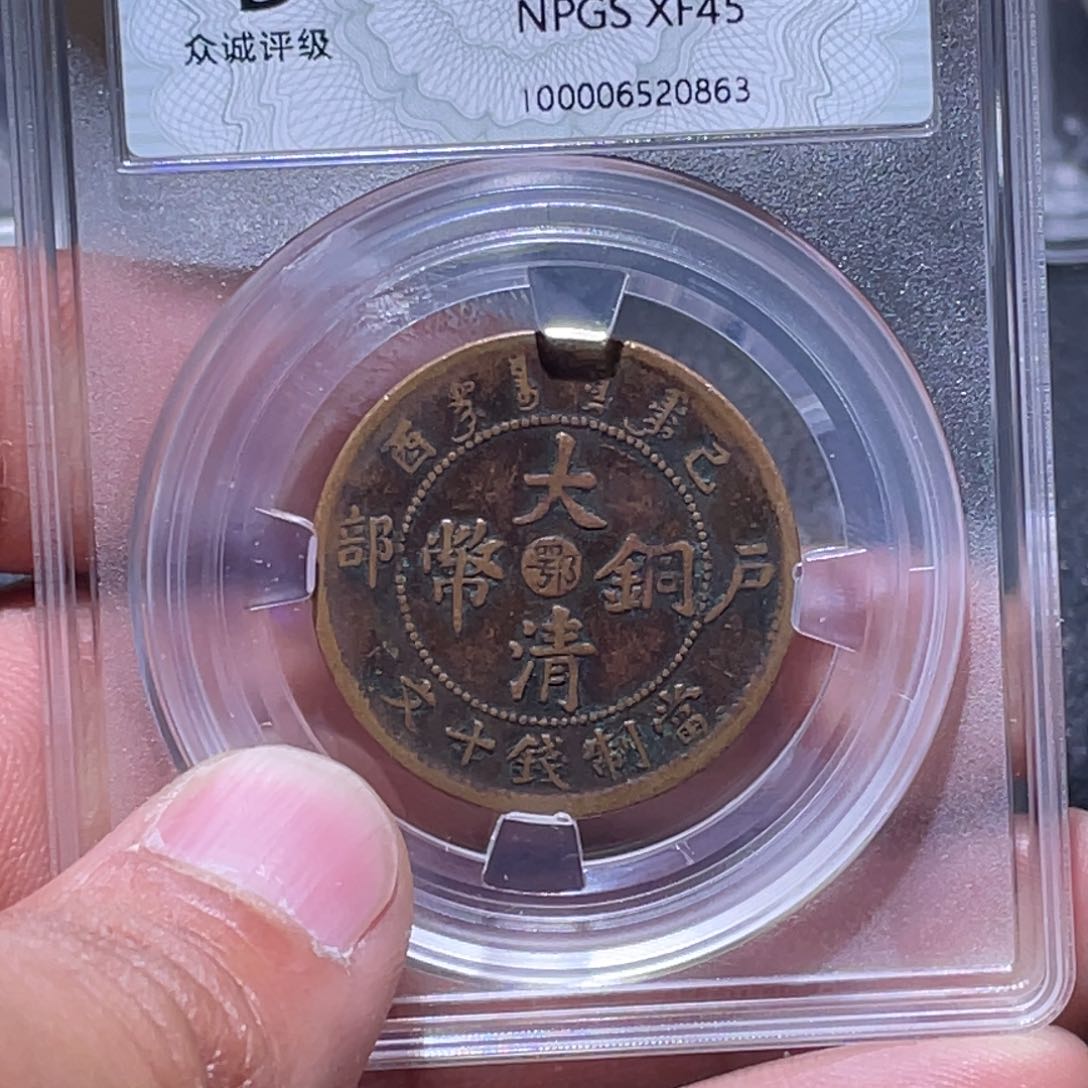 众诚评级
NPGS XF45
100006520863
己酉
大清
銅幣
鄂
戶部
當制錢十文